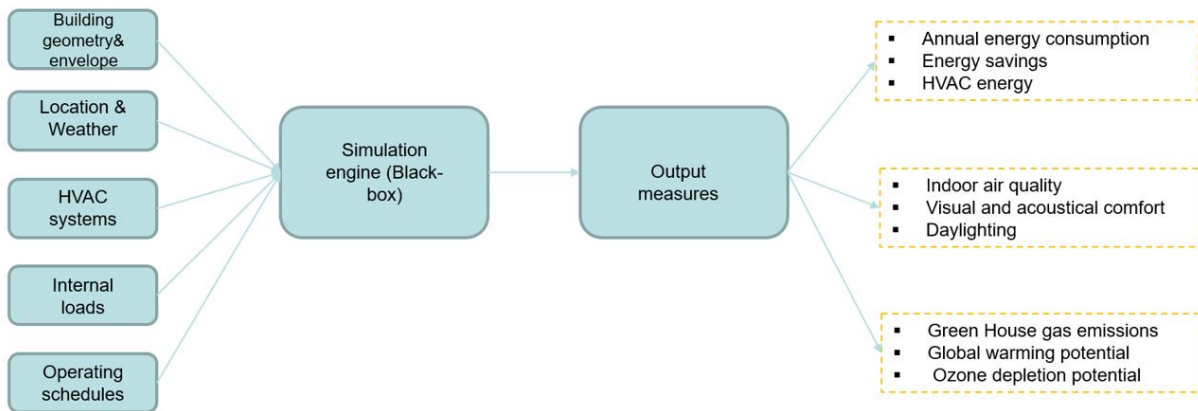 Building
geometry& 
envelope
Location &
Weather
HVAC
systems
Internal
loads
Operating
schedules
Simulation
engine (Black-
box)
Output
measures
▪ Annual energy consumption
▪ Energy savings
▪ HVAC energy
▪ Indoor air quality
▪ Visual and acoustical comfort
▪ Daylighting
▪ Green House gas emissions
▪ Global warming potential
▪ Ozone depletion potential